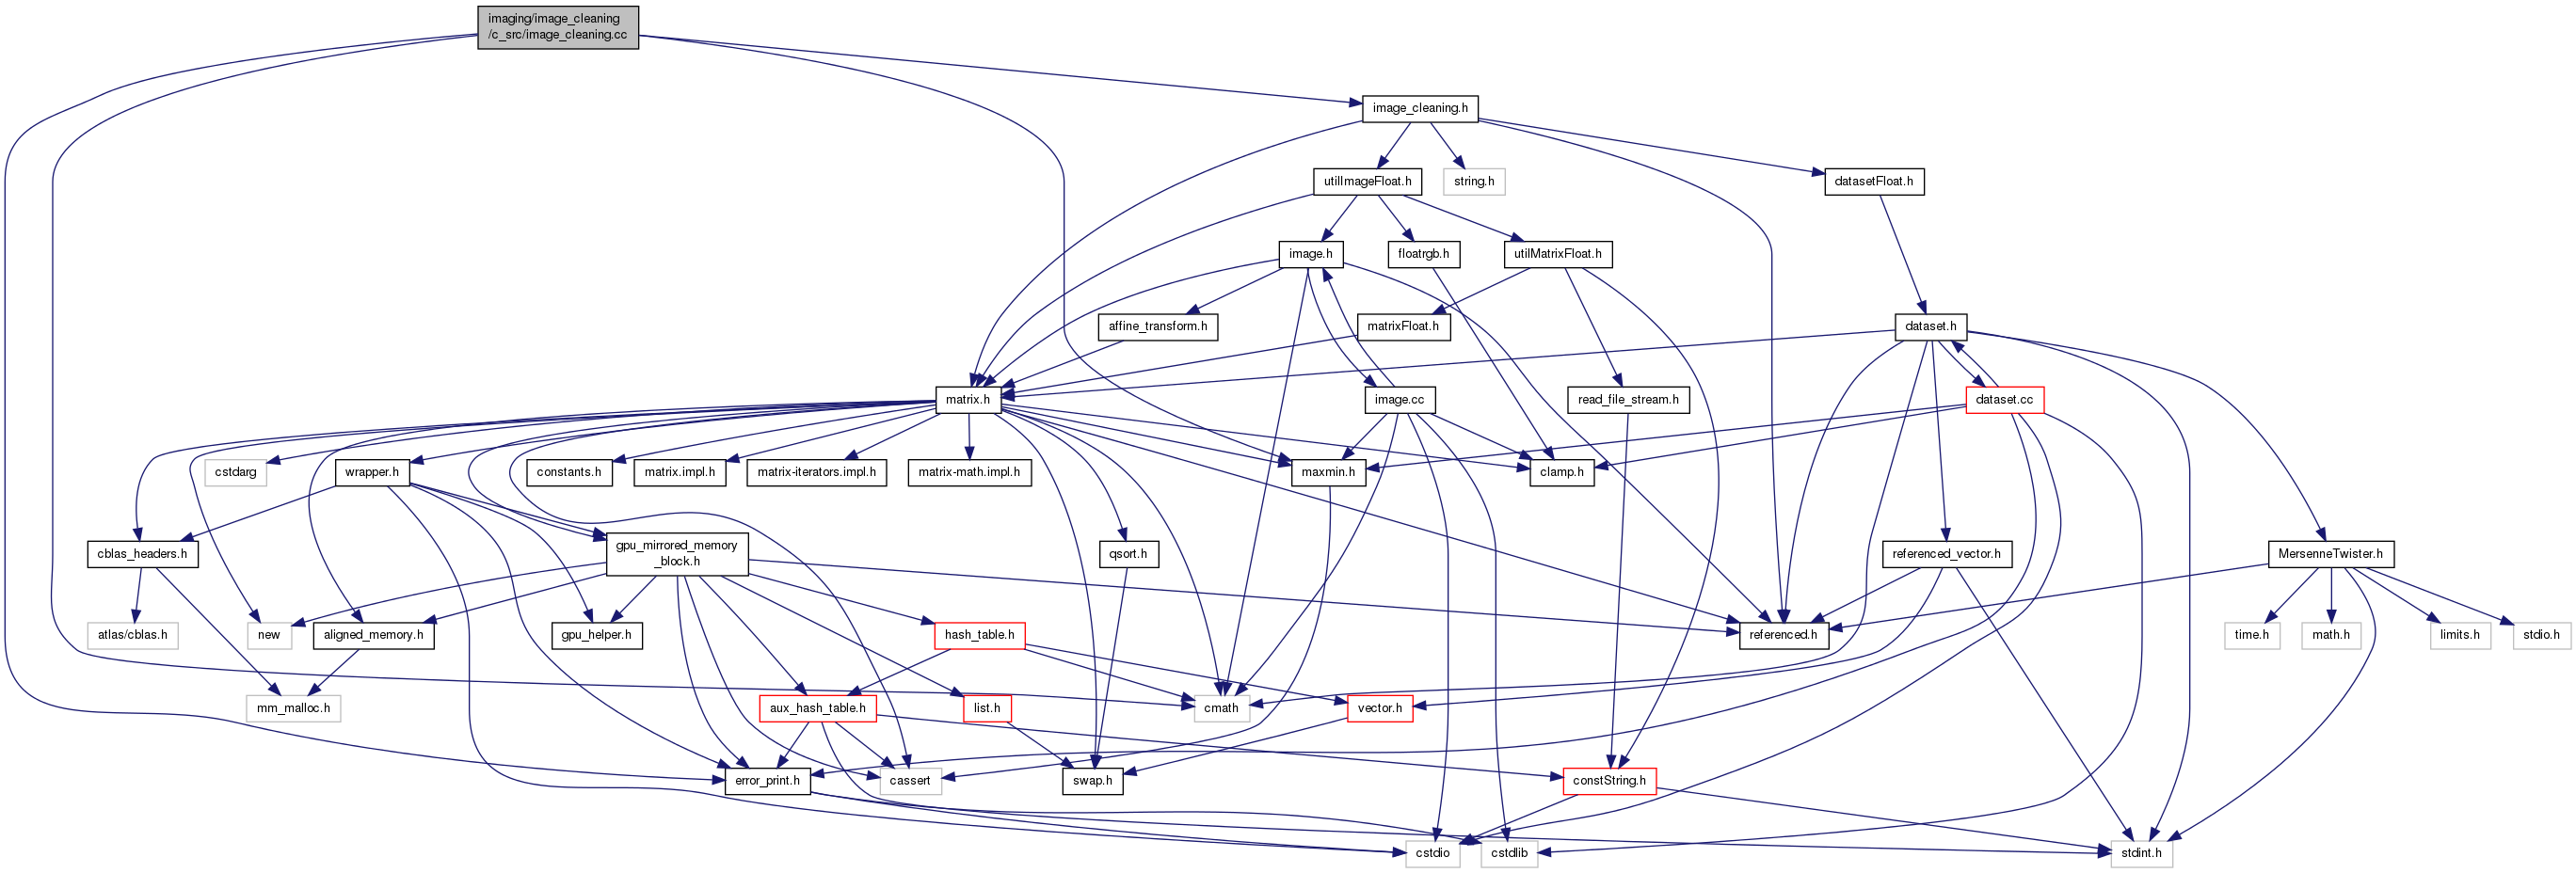 imaging/image_cleaning
/c_src/image_cleaning.cc
image_cleaning.h
utilImageFloat.h
string.h
datasetFloat.h
image.h
floatrgb.h
utilMatrixFloat.h
affine_transform.h
matrixFloat.h
dataset.h
matrix.h
image.cc
read_file_stream.h
dataset.cc
cstdarg
wrapper.h
constants.h
matrix.impl.h
matrix-iterators.impl.h
matrix-math.impl.h
maxmin.h
clamp.h
cblas_headers.h
gpu_mirrored_memory
_block.h
qsort.h
referenced_vector.h
MersenneTwister.h
atlas/cblas.h
new
aligned_memory.h
gpu_helper.h
hash_table.h
referenced.h
time.h
math.h
limits.h
stdio.h
mm_malloc.h
aux_hash_table.h
list.h
cmath
vector.h
error_print.h
cassert
swap.h
constString.h
cstdio
cstdlib
stdint.h